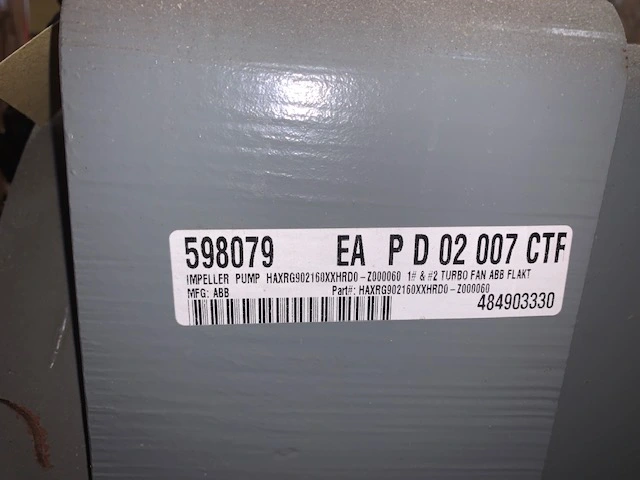 598079 EA P D 02 007 CTF
IMPELLER PUMP HAXRG902160XXHRD0-Z000060 1# & #2 TURBO FAN ABB FLAKT
MFG: ABB Part#: HAXRG902160XXHRD0-Z000060
484903330